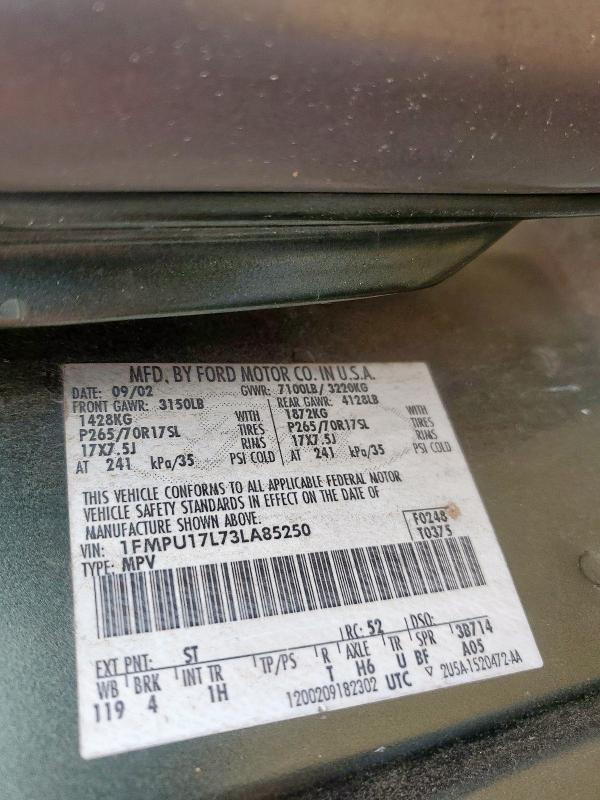 MFD. BY FORD MOTOR CO. IN U.S.A.
DATE: 09/02 GVWR: 7100LB/ 3220KG
FRONT GAWR: 3150LB REAR GAWR: 4128LB
1428KG WITH 1872KG WITH
P265/70R17SL TIRES P265/70R17SL TIRES
17X7.5J RIMS 17X7.5J RIMS
AT 241 kPa/35 PSI COLD AT 241 kPa/35 PSI COLD
THIS VEHICLE CONFORMS TO ALL APPLICABLE FEDERAL MOTOR
VEHICLE SAFETY STANDARDS IN EFFECT ON THE DATE OF
MANUFACTURE SHOWN ABOVE.
VIN: 1FMPU17L73LA85250 F0248
TYPE: MPV T0375
EXT PNT: ST RC: 52 DSO:
WB BRK INT TR TP/PS R AXLE TR SPR 3B714
119 4 1H T H6 U BF A05
1200209182302 UTC ▽ 2U5A-1520472-AA